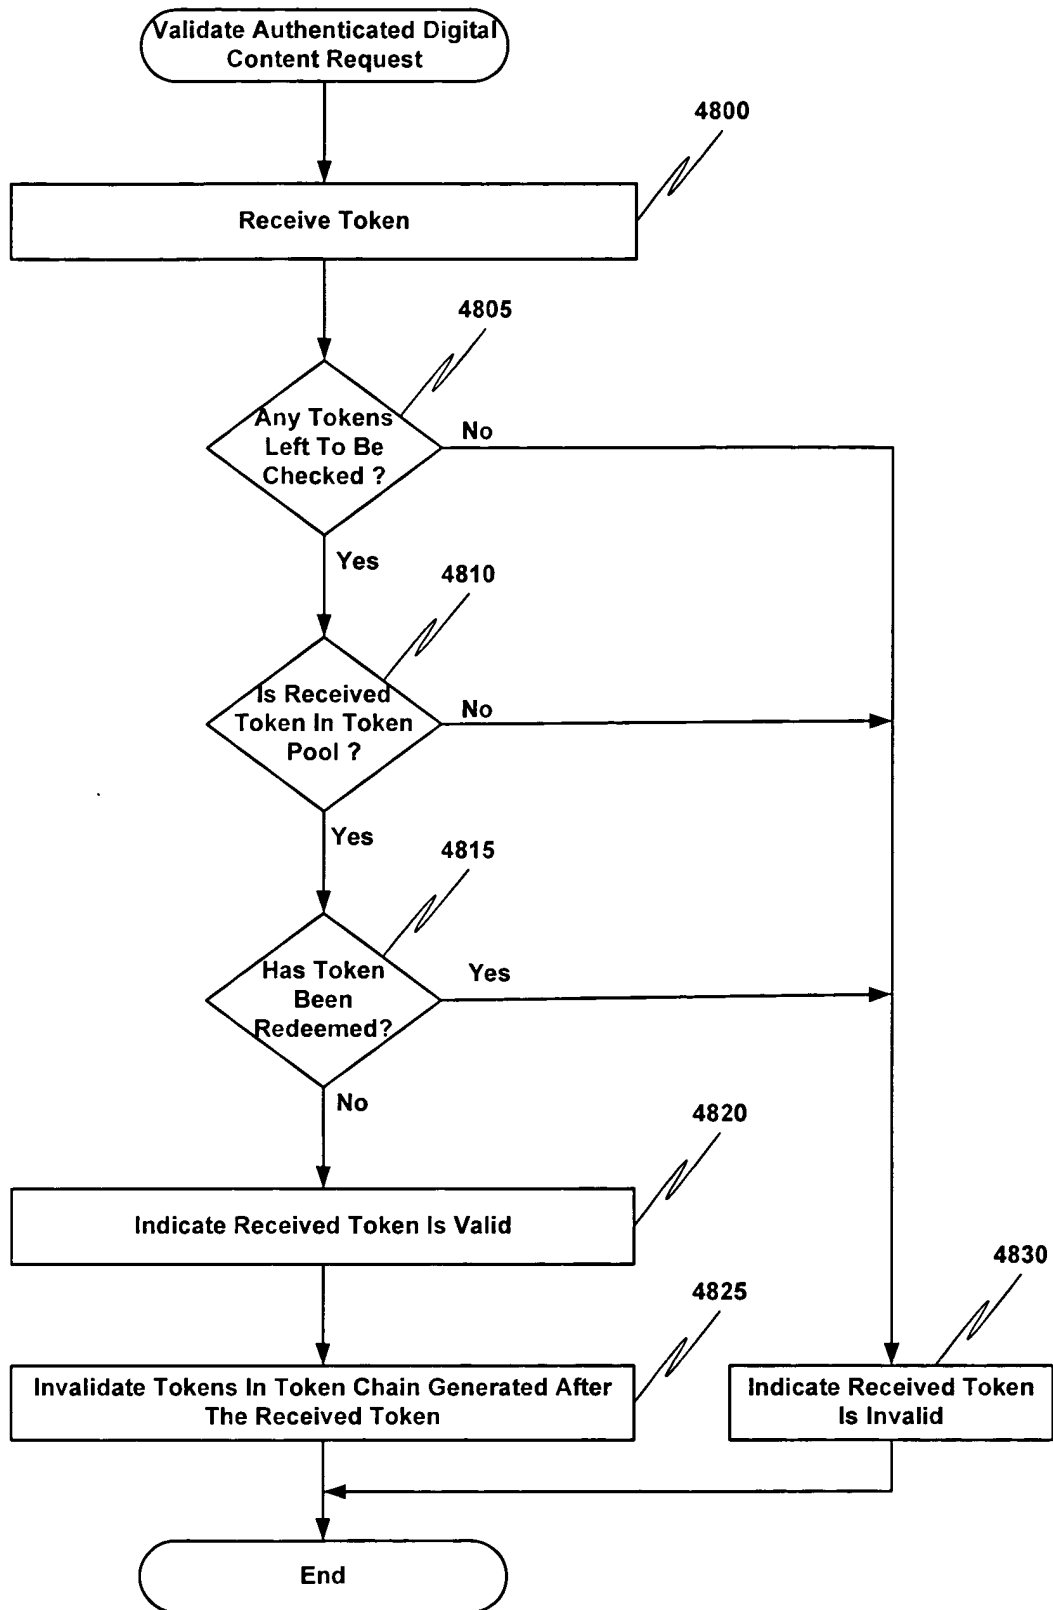 Validate Authenticated Digital
Content Request
4800
Receive Token
4805
Any Tokens
Left To Be
Checked ?
No
Yes
4810
Is Received
Token In Token
Pool ?
No
Yes
4815
Has Token
Been
Redeemed?
Yes
No
4820
Indicate Received Token Is Valid
4830
4825
Invalidate Tokens In Token Chain Generated After
The Received Token
Indicate Received Token
Is Invalid
End